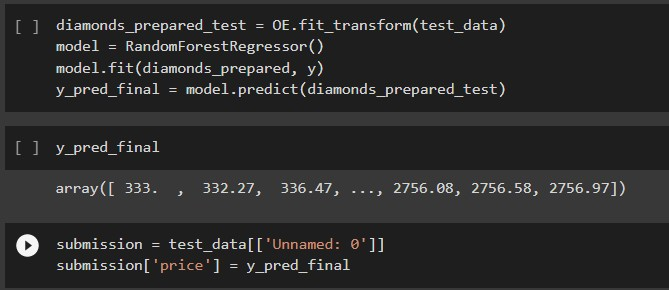 [ ] diamonds_prepared_test = OE.fit_transform(test_data)
model = RandomForestRegressor()
model.fit(diamonds_prepared, y)
y_pred_final = model.predict(diamonds_prepared_test)
[ ] y_pred_final
array([ 333.  ,  332.27,  336.47, ..., 2756.08, 2756.58, 2756.97])
submission = test_data[['Unnamed: 0']]
submission['price'] = y_pred_final